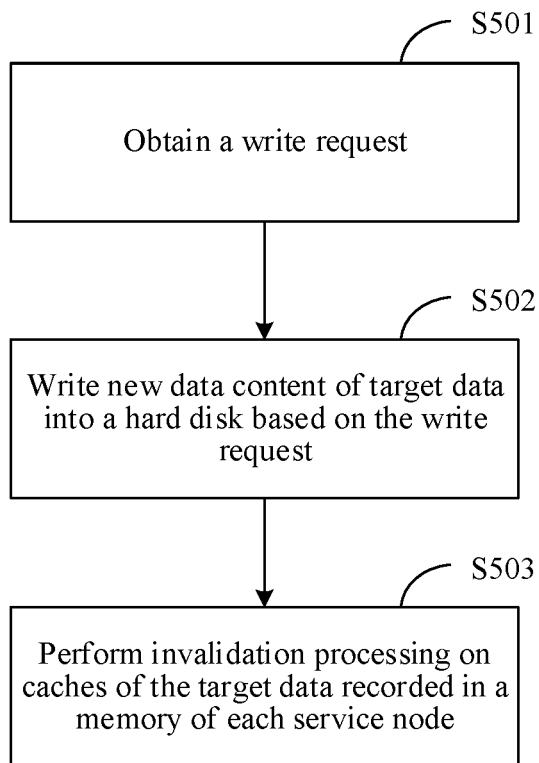 S501
Obtain a write request
S502
Write new data content of target data
into a hard disk based on the write
request
S503
Perform invalidation processing on
caches of the target data recorded in a
memory of each service node